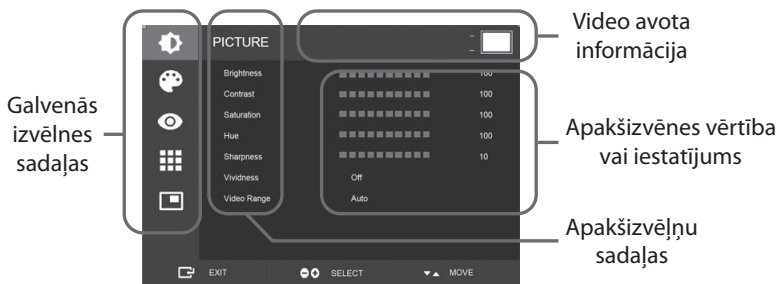 Galvenās
izvēlnes
sadaļas
PICTURE
Brightness 100
Contrast 100
Saturation 100
Hue 100
Sharpness 10
Vividness Off
Video Range Auto
EXIT SELECT MOVE
Video avota
informācija
Apakšizvēnes vērtība
vai iestatījums
Apakšizvēļņu
sadaļas